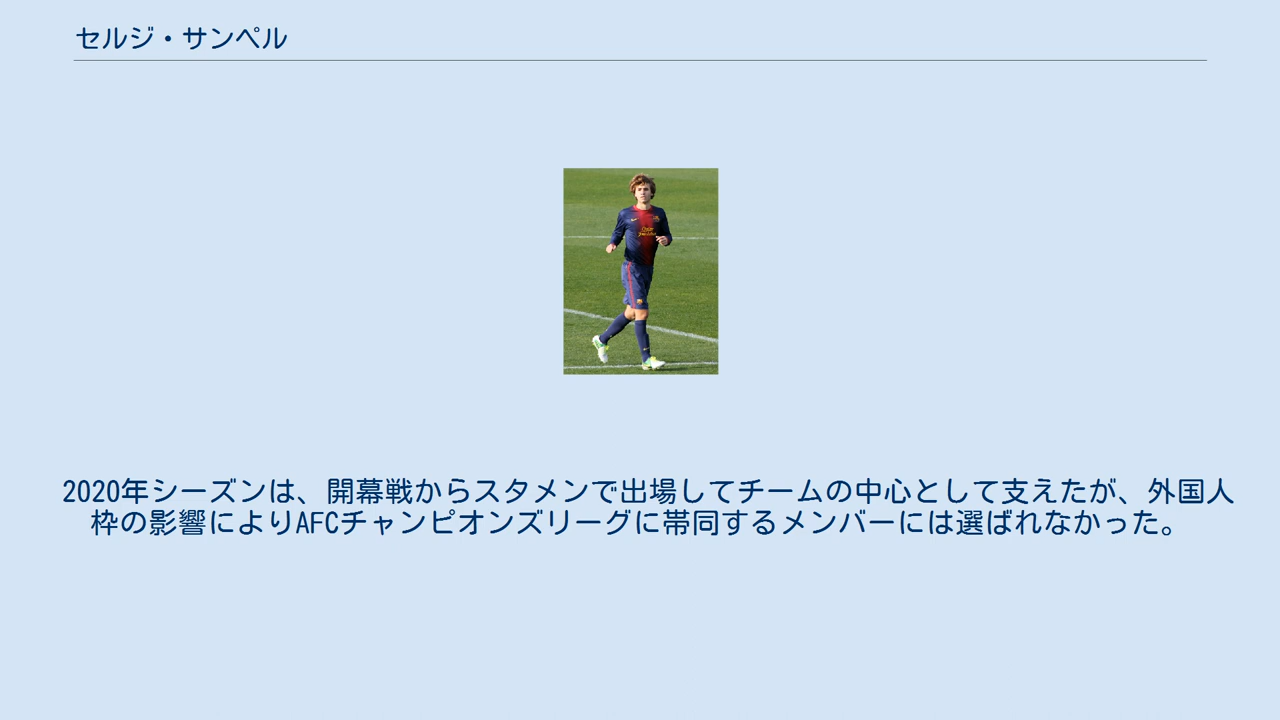 セルジ・サンペル
2020年シーズンは、開幕戦からスタメンで出場してチームの中心として支えたが、外国人
枠の影響によりAFCチャンピオンズリーグに帯同するメンバーには選ばれなかった。